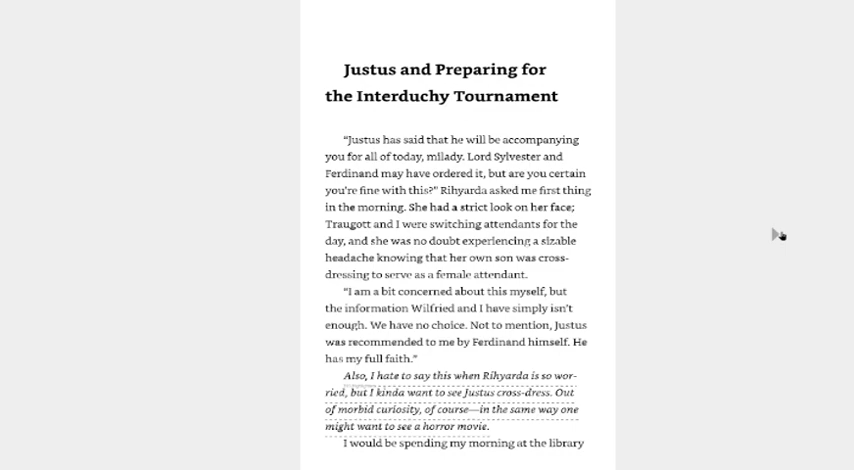 Justus and Preparing for
the Interduchy Tournament
“Justus has said that he will be accompanying
you for all of today, milady. Lord Sylvester and
Ferdinand may have ordered it, but are you certain
you’re fine with this?” Rihyarda asked me first thing
in the morning. She had a strict look on her face;
Traugott and I were switching attendants for the
day, and she was no doubt experiencing a sizable
headache knowing that her own son was cross-
dressing to serve as a female attendant.
“I am a bit concerned about this myself, but
the information Wilfried and I have simply isn’t
enough. We have no choice. Not to mention, Justus
was recommended to me by Ferdinand himself. He
has my full faith.”
Also, I hate to say this when Rihyarda is so wor-
ried, but I kinda want to see Justus cross-dress. Out
of morbid curiosity, of course—in the same way one
might want to see a horror movie.
I would be spending my morning at the library